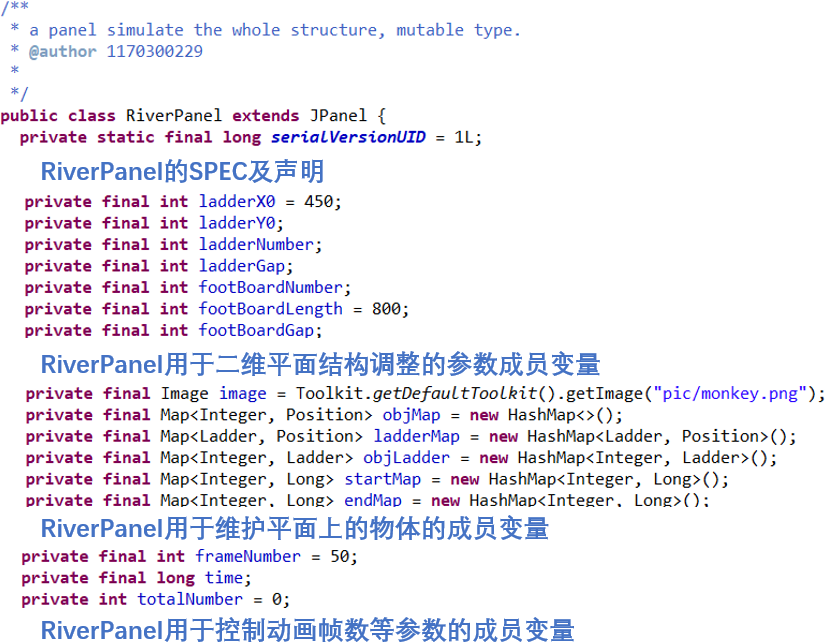 /**
 * a panel simulate the whole structure, mutable type.
 * @author 1170300229
 *
 */
public class RiverPanel extends JPanel {
private static final long serialVersionUID = 1L;
RiverPanel的SPEC及声明
private final int ladderX0 = 450;
private final int ladderY0;
private final int ladderNumber;
private final int ladderGap;
private final int footBoardNumber;
private final int footBoardLength = 800;
private final int footBoardGap;
RiverPanel用于二维平面结构调整的参数成员变量
private final Image image = Toolkit.getDefaultToolkit().getImage("pic/monkey.png");
private final Map<Integer, Position> objMap = new HashMap<>();
private final Map<Ladder, Position> ladderMap = new HashMap<Ladder, Position>();
private final Map<Integer, Ladder> objLadder = new HashMap<Integer, Ladder>();
private final Map<Integer, Long> startMap = new HashMap<Integer, Long>();
private final Map<Integer, Long> endMap = new HashMap<Integer, Long>();
RiverPanel用于维护平面上的物体的成员变量
private final int frameNumber = 50;
private final long time;
private int totalNumber = 0;
RiverPanel用于控制动画帧数等参数的成员变量